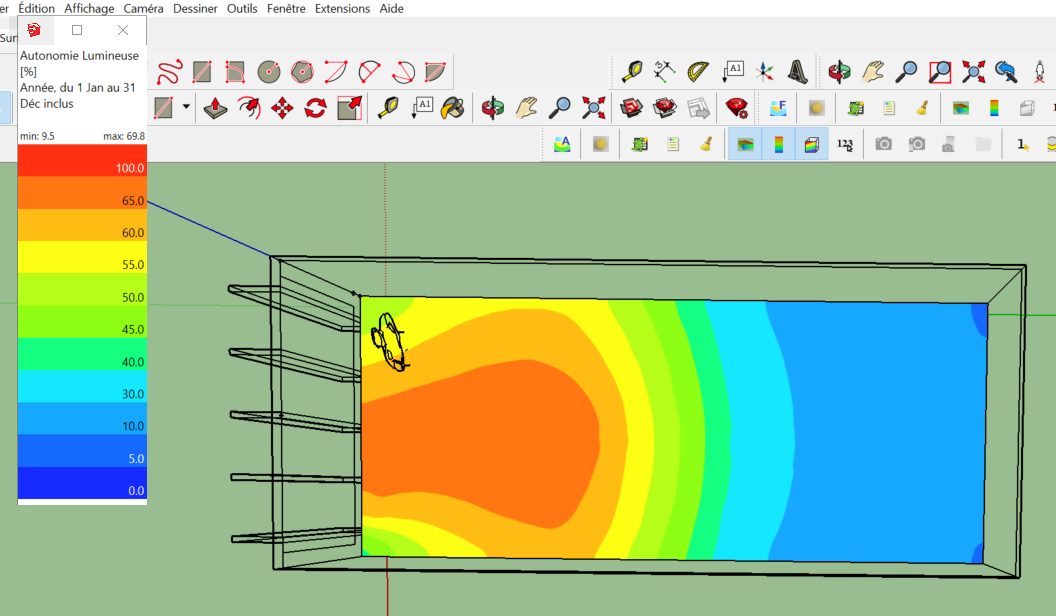 er Édition Affichage Caméra Dessiner Outils Fenêtre Extensions Aide
Sur
Autonomie Lumineuse
[%]
Année, du 1 Jan au 31
Déc inclus
min: 9.5 max: 69.8
100.0
65.0
60.0
55.0
50.0
45.0
40.0
30.0
10.0
5.0
0.0
A1
A1
F
A
123
1